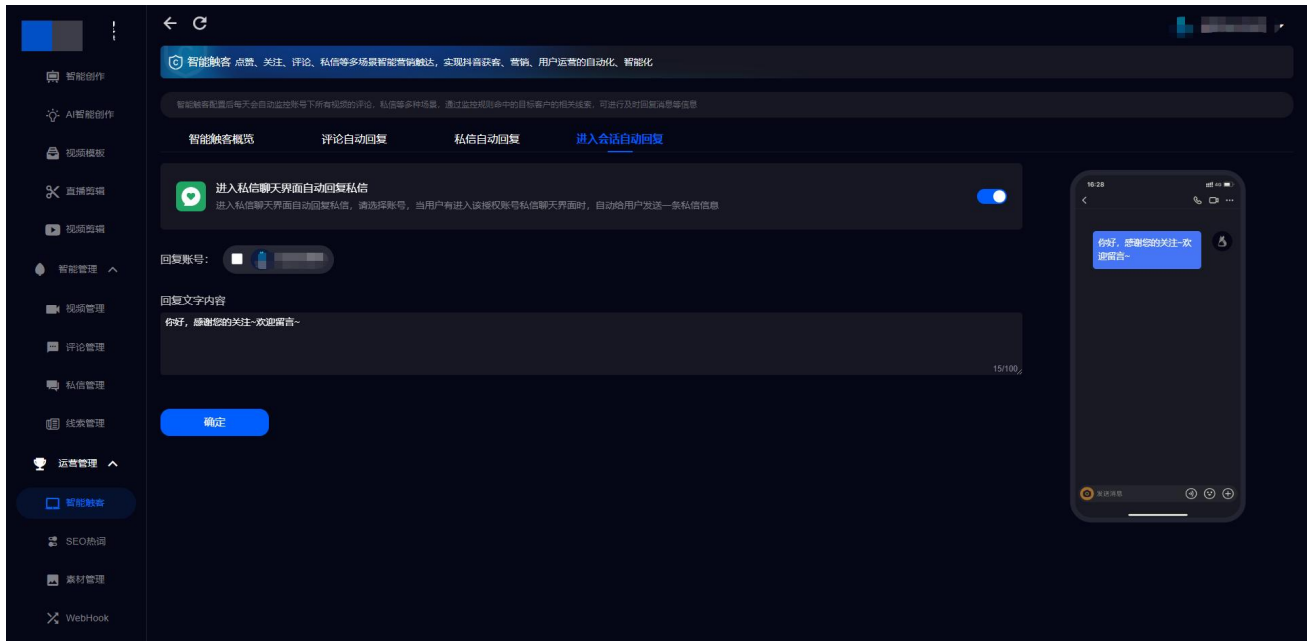 智能触客 点赞、关注、评论、私信等多场景智能营销触达，实现抖音获客、营销、用户运营的自动化、智能化
智能触客配置后每天会自动监控账号下所有视频的评论、私信等多种场景，通过监控规则命中的目标客户的相关线索，可进行及时回复消息等信息
智能创作
AI智能创作
视频模板
直播剪辑
视频剪辑
智能管理
视频管理
评论管理
私信管理
线索管理
运营管理
智能触客
SEO热词
素材管理
WebHook
智能触客概览 评论自动回复 私信自动回复 进入会话自动回复
进入私信聊天界面自动回复私信
进入私信聊天界面自动回复私信，请选择账号，当用户有进入该授权账号私信聊天界面时，自动给用户发送一条私信信息
回复账号：
回复文字内容
你好，感谢您的关注~欢迎留言~
15/100
确定
16:28 4G
你好，感谢您的关注~欢
迎留言~
发送消息